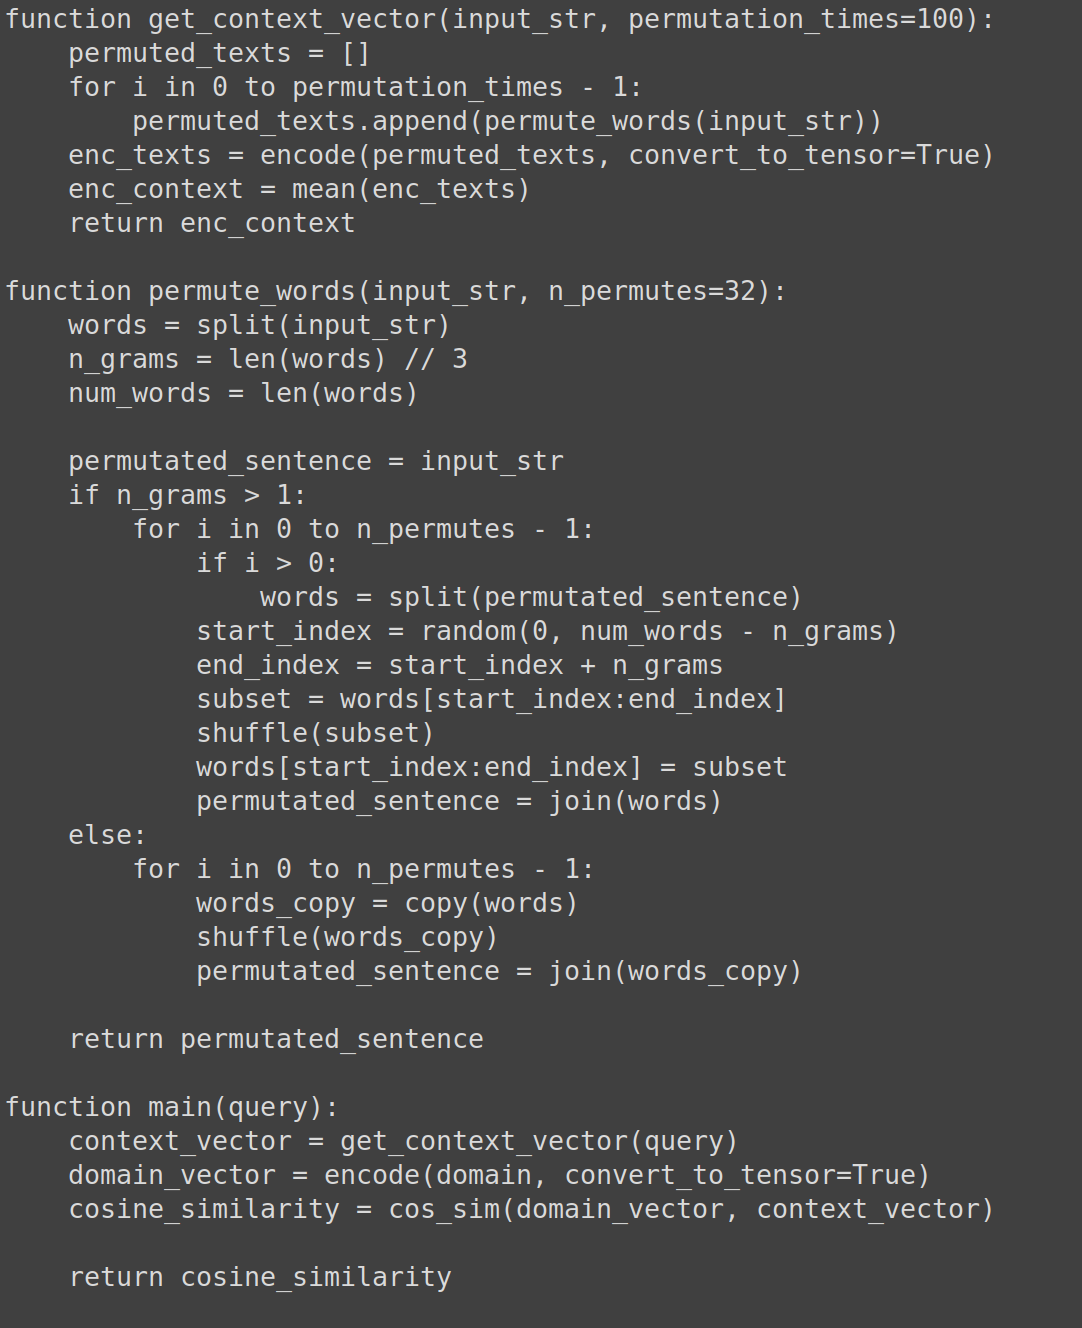 function get_context_vector(input_str, permutation_times=100):
    permuted_texts = []
    for i in 0 to permutation_times - 1:
        permuted_texts.append(permute_words(input_str))
    enc_texts = encode(permuted_texts, convert_to_tensor=True)
    enc_context = mean(enc_texts)
    return enc_context

function permute_words(input_str, n_permutes=32):
    words = split(input_str)
    n_grams = len(words) // 3
    num_words = len(words)

    permutated_sentence = input_str
    if n_grams > 1:
        for i in 0 to n_permutes - 1:
            if i > 0:
                words = split(permutated_sentence)
            start_index = random(0, num_words - n_grams)
            end_index = start_index + n_grams
            subset = words[start_index:end_index]
            shuffle(subset)
            words[start_index:end_index] = subset
            permutated_sentence = join(words)
    else:
        for i in 0 to n_permutes - 1:
            words_copy = copy(words)
            shuffle(words_copy)
            permutated_sentence = join(words_copy)

    return permutated_sentence

function main(query):
    context_vector = get_context_vector(query)
    domain_vector = encode(domain, convert_to_tensor=True)
    cosine_similarity = cos_sim(domain_vector, context_vector)

    return cosine_similarity